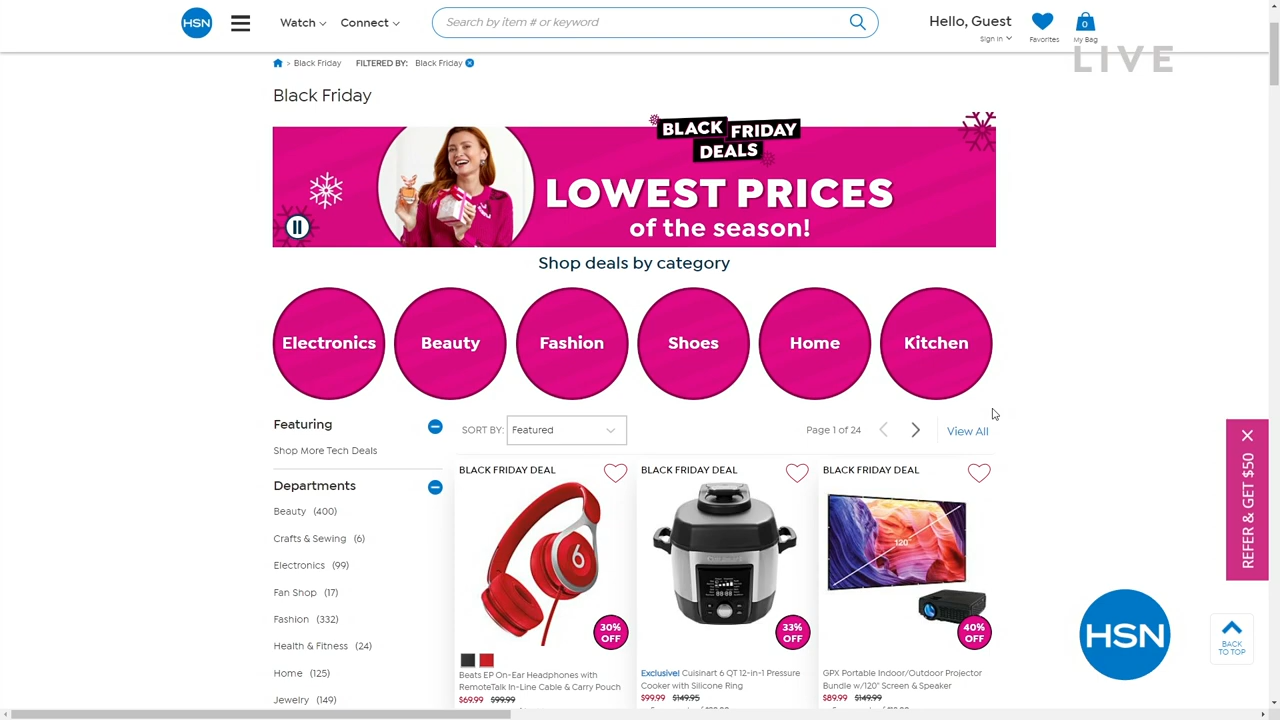 HSN
Watch
Connect
Search by item # or keyword
Hello, Guest
Sign In
Favorites
0
My Bag
LIVE
> Black Friday
FILTERED BY:
Black Friday
Black Friday
BLACK FRIDAY
DEALS
LOWEST PRICES
of the season!
Shop deals by category
Electronics
Beauty
Fashion
Shoes
Home
Kitchen
Featuring
Shop More Tech Deals
Departments
Beauty (400)
Crafts & Sewing (6)
Electronics (99)
Fan Shop (17)
Fashion (332)
Health & Fitness (24)
Home (125)
Jewelry (149)
SORT BY:
Featured
Page 1 of 24
View All
BLACK FRIDAY DEAL
30%
OFF
Beats EP On-Ear Headphones with
RemoteTalk In-Line Cable & Carry Pouch
$69.99 $99.99
BLACK FRIDAY DEAL
33%
OFF
Exclusive! Cuisinart 6 QT 12-in-1 Pressure
Cooker with Silicone Ring
$99.99 $149.95
BLACK FRIDAY DEAL
120"
40%
OFF
GPX Portable Indoor/Outdoor Projector
Bundle w/120" Screen & Speaker
$89.99 $149.99
REFER & GET $50
HSN
BACK
TO TOP